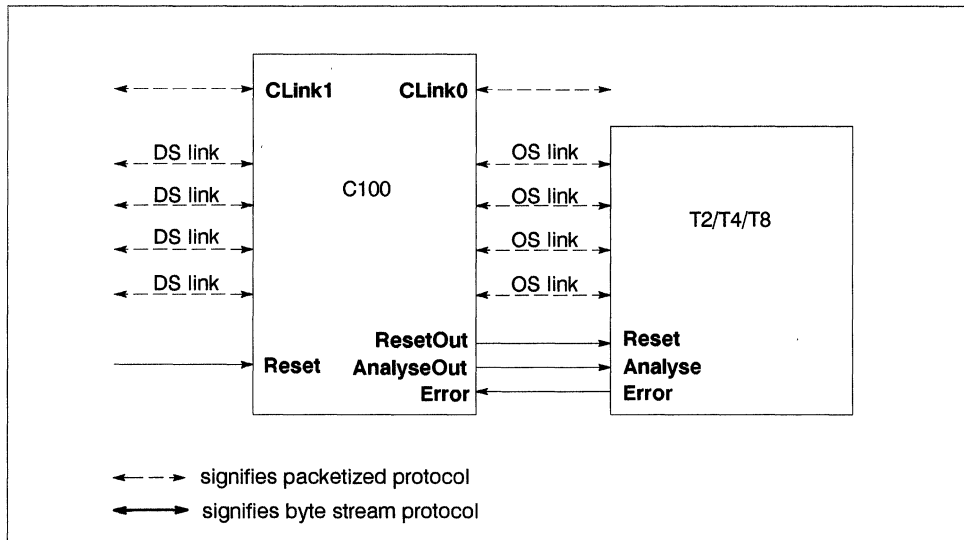 CLink1 CLink0
DS link OS link
C100
DS link OS link
T2/T4/T8
DS link OS link
DS link OS link
ResetOut Reset
Reset AnalyseOut Analyse
Error Error
signifies packetized protocol
signifies byte stream protocol